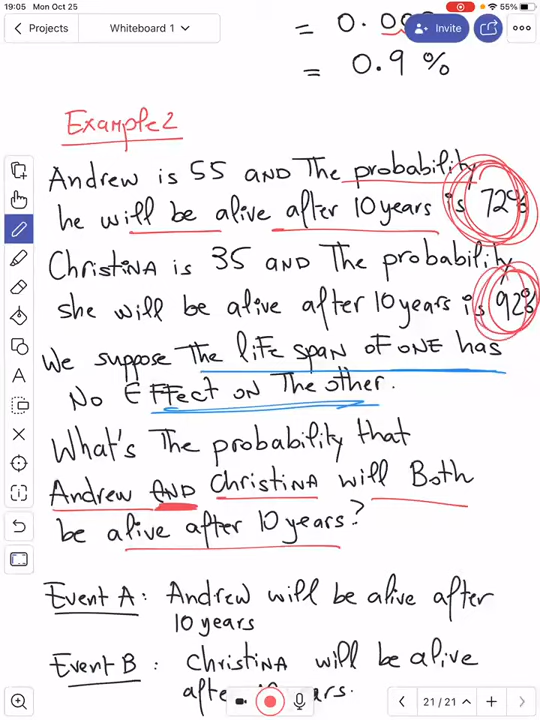 19:05 Mon Oct 25
55%
Projects
Whiteboard 1
Invite
= 0.
= 0.9 %
Example 2
Andrew is 55 AND The probability
he will be alive after 10 years is 72%
Christina is 35 AND The probability
she will be alive after 10 years is 92%
We suppose The life span of one has
No Effect on The other.
What's The probability that
Andrew AND Christina will Both
be alive after 10 years?
Event A: Andrew will be alive after
10 years
Event B: Christina will be alive
after years.
A
21/21